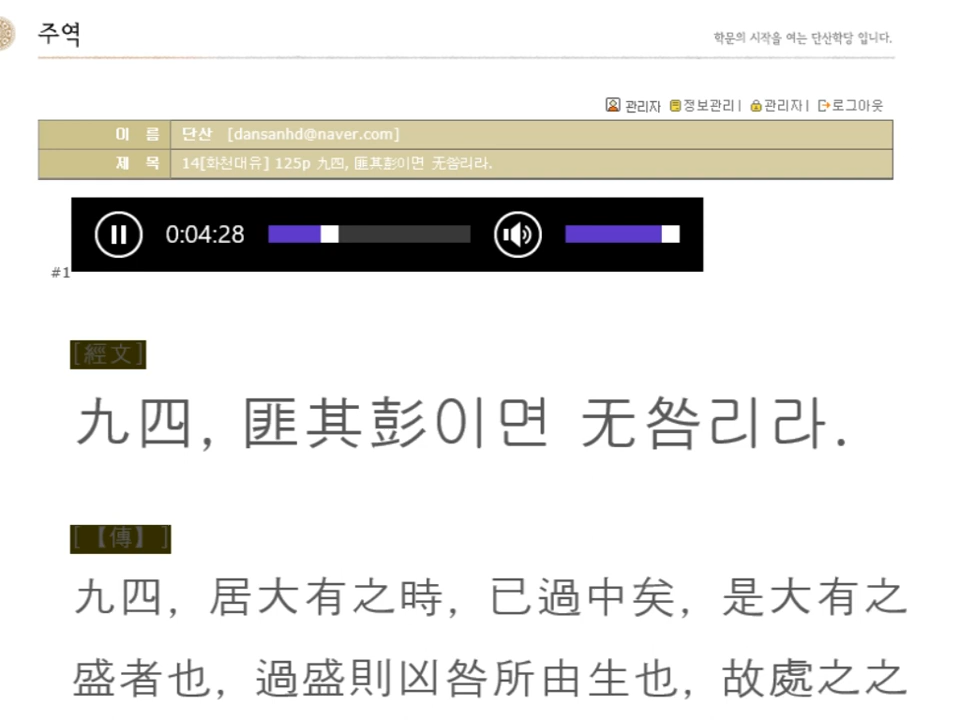 주역
학문의 시작을 여는 단산학당 입니다.
관리자 정보관리 | 관리자 | 로그아웃
이 름 단산 [dansanhd@naver.com]
제 목 14[화천대유] 125p 九四, 匪其彭이면 无咎리라.
0:04:28
#1
[經文]
九四, 匪其彭이면 无咎리라.
[【傳】]
九四, 居大有之時, 已過中矣, 是大有之
盛者也, 過盛則凶咎所由生也, 故處之之